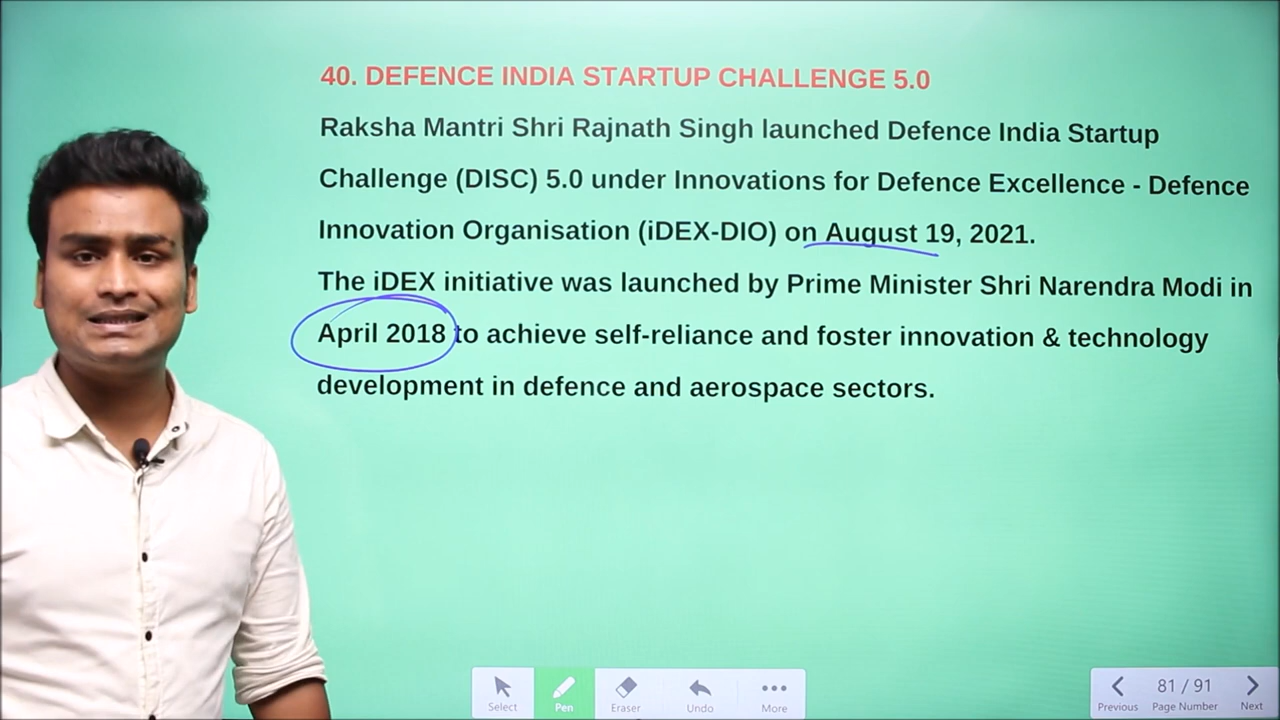 40. DEFENCE INDIA STARTUP CHALLENGE 5.0
Raksha Mantri Shri Rajnath Singh launched Defence India Startup
Challenge (DISC) 5.0 under Innovations for Defence Excellence - Defence
Innovation Organisation (iDEX-DIO) on August 19, 2021.
The iDEX initiative was launched by Prime Minister Shri Narendra Modi in
April 2018 to achieve self-reliance and foster innovation & technology
development in defence and aerospace sectors.
Select
Pen
Eraser
Undo
More
81 / 91
Previous
Page Number
Next